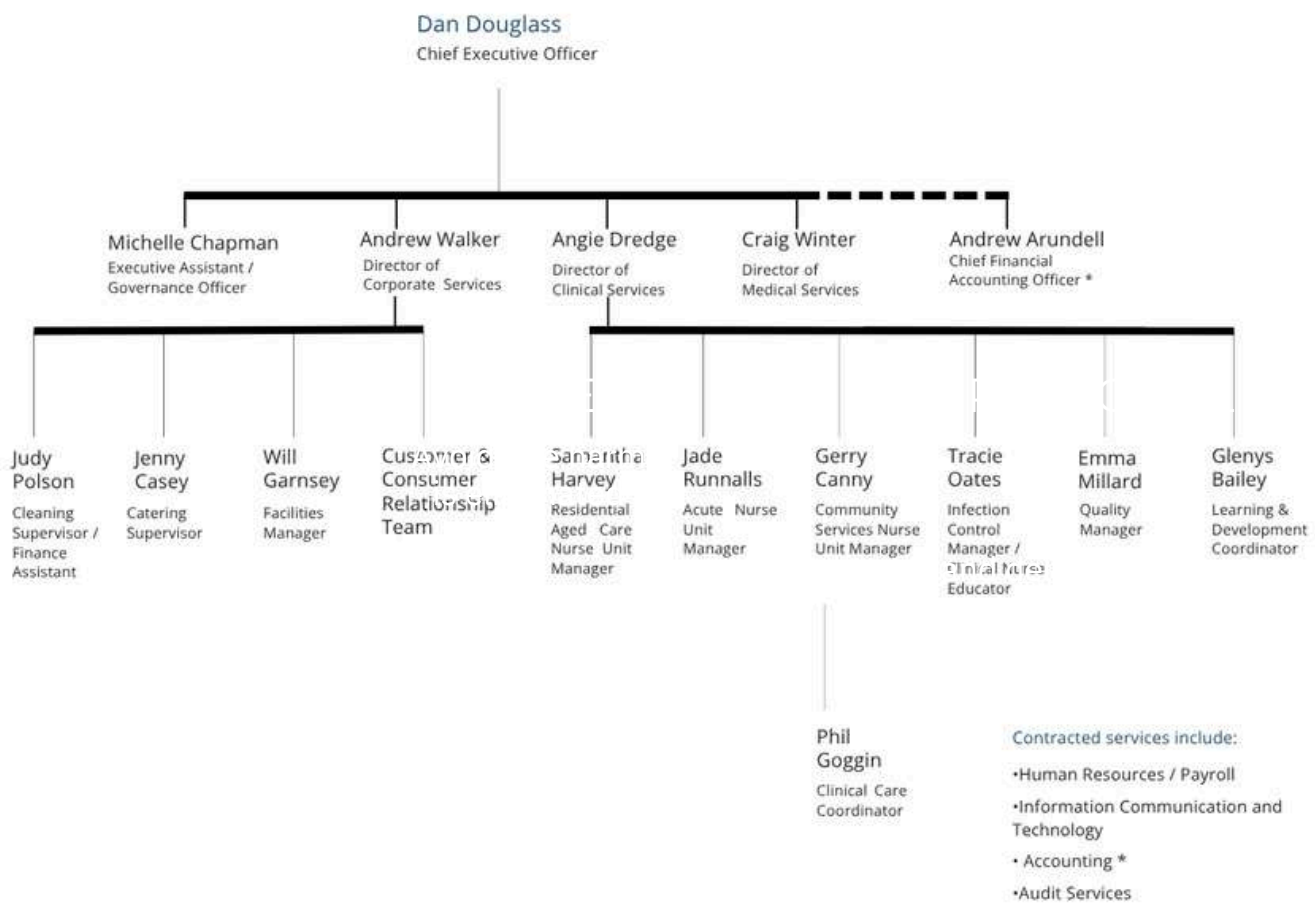 Dan Douglass
Chief Executive Officer
Michelle Chapman
Executive Assistant /
Governance Officer
Andrew Walker
Director of
Corporate Services
Angie Dredge
Director of
Clinical Services
Craig Winter
Director of
Medical Services
Andrew Arundell
Chief Financial
Accounting Officer *
Judy
Polson
Cleaning
Supervisor /
Finance
Assistant
Jenny
Casey
Catering
Supervisor
Will
Garnsey
Facilities
Manager
Customer &
Consumer
Relationship
Team
Samantha
Harvey
Residential
Aged Care
Nurse Unit
Manager
Jade
Runnalls
Acute Nurse
Unit
Manager
Gerry
Canny
Community
Services Nurse
Unit Manager
Tracie
Oates
Infection
Control
Manager /
Clinical Nurse
Educator
Emma
Millard
Quality
Manager
Glenys
Bailey
Learning &
Development
Coordinator
Phil
Goggin
Clinical Care
Coordinator
Contracted services include:
•Human Resources / Payroll
•Information Communication and
Technology
• Accounting *
•Audit Services